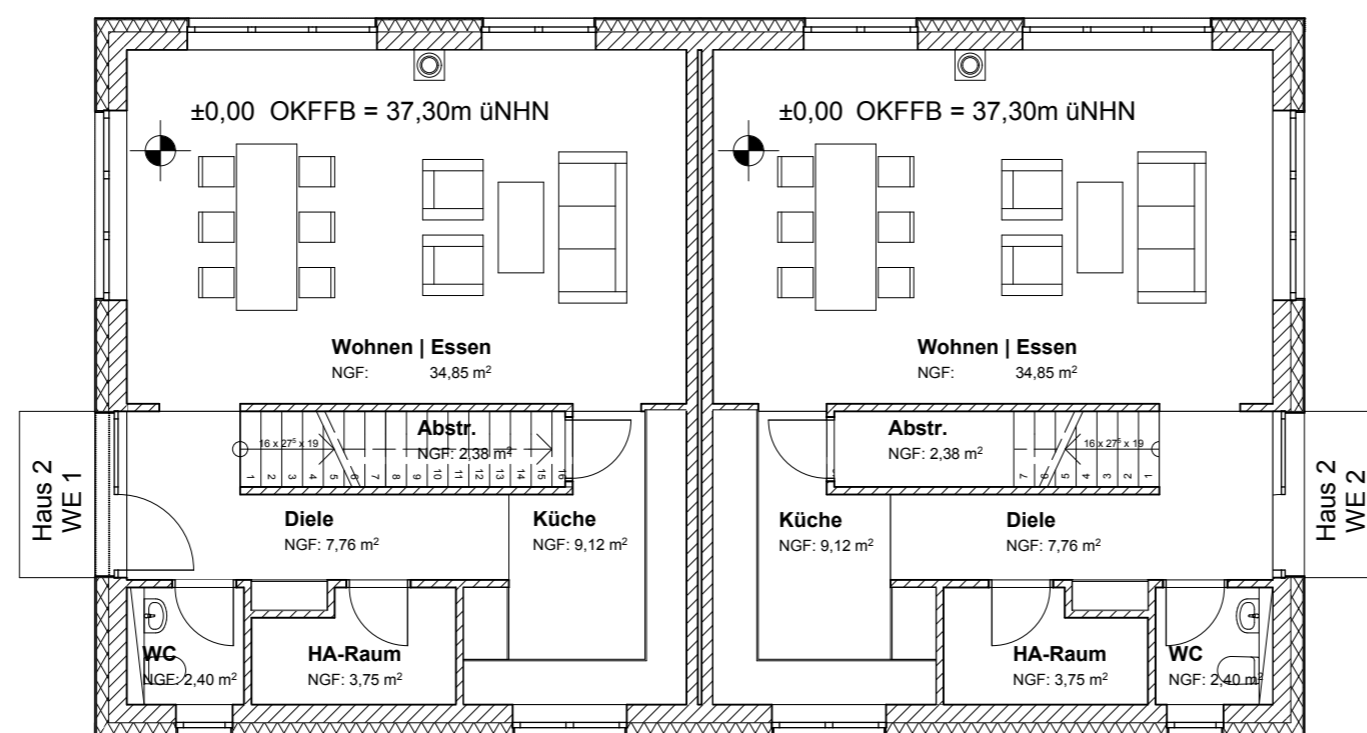 ±0,00 OKFFB = 37,30m üNHN
±0,00 OKFFB = 37,30m üNHN
Wohnen | Essen
NGF: 34,85 m²
Wohnen | Essen
NGF: 34,85 m²
Haus 2
WE 1
16 x 27⁵ x 19
1 2 3 4 5 6 7 8 9 10 11 12 13 14 15 16
Abstr.
NGF: 2,38 m²
Abstr.
NGF: 2,38 m²
16 x 27⁵ x 19
7 6 5 4 3 2 1
Haus 2
WE 2
Diele
NGF: 7,76 m²
Küche
NGF: 9,12 m²
Küche
NGF: 9,12 m²
Diele
NGF: 7,76 m²
WC
NGF: 2,40 m²
HA-Raum
NGF: 3,75 m²
HA-Raum
NGF: 3,75 m²
WC
NGF: 2,40 m²